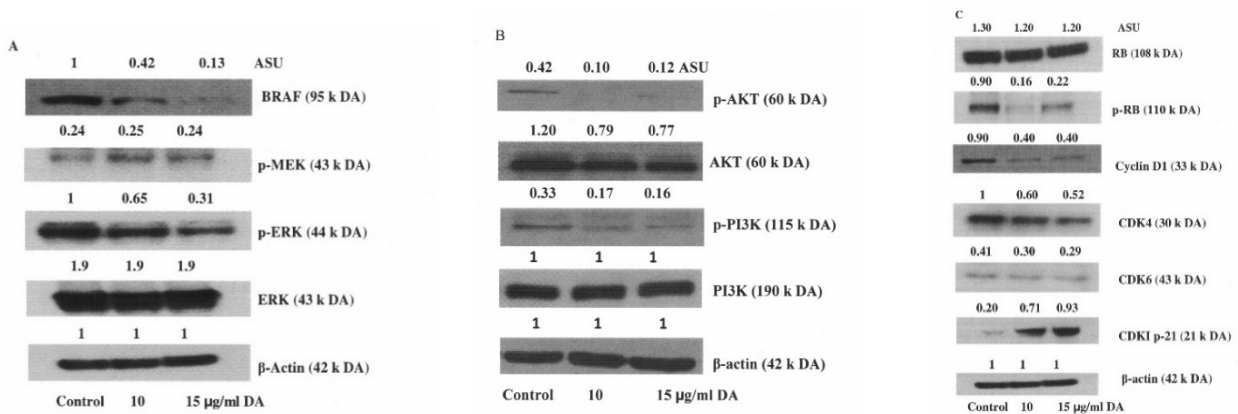 A
1 0.42 0.13 ASU
BRAF (95 k DA)
0.24 0.25 0.24
p-MEK (43 k DA)
1 0.65 0.31
p-ERK (44 k DA)
1.9 1.9 1.9
ERK (43 k DA)
1 1 1
β-Actin (42 k DA)
Control 10 15 µg/ml DA
B
0.42 0.10 0.12 ASU
p-AKT (60 k DA)
1.20 0.79 0.77
AKT (60 k DA)
0.33 0.17 0.16
p-PI3K (115 k DA)
1 1 1
PI3K (190 k DA)
1 1 1
β-actin (42 k DA)
Control 10 15 µg/ml DA
C
1.30 1.20 1.20 ASU
RB (108 k DA)
0.90 0.16 0.22
p-RB (110 k DA)
0.90 0.40 0.40
Cyclin D1 (33 k DA)
1 0.60 0.52
CDK4 (30 k DA)
0.41 0.30 0.29
CDK6 (43 k DA)
0.20 0.71 0.93
CDKI p-21 (21 k DA)
1 1 1
β-actin (42 k DA)
Control 10 15 µg/ml DA